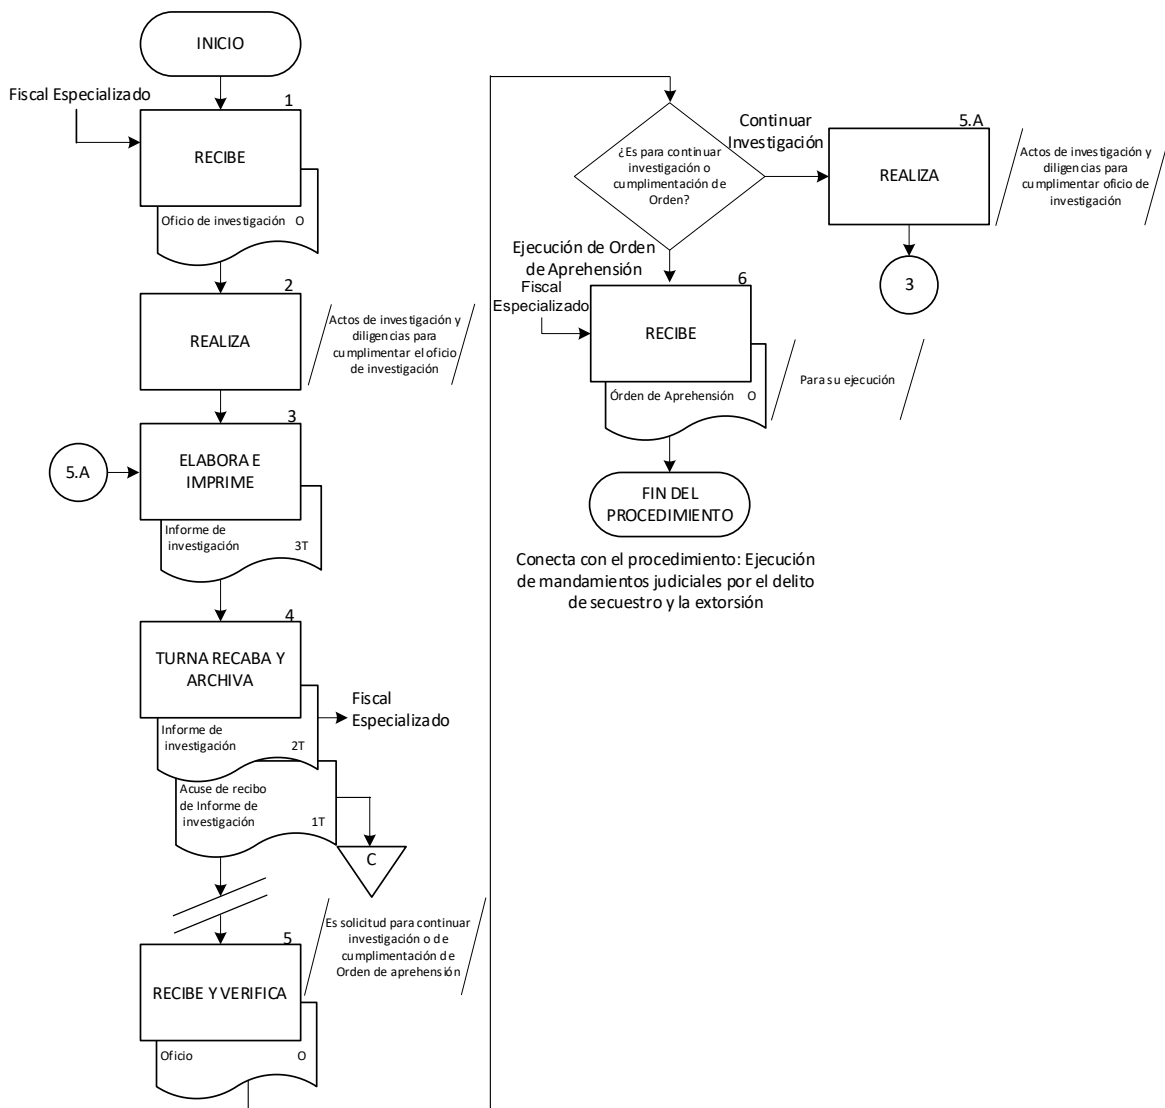 INICIO
Fiscal Especializado
1
RECIBE
Oficio de investigación O
2
REALIZA
Actos de investigación y
diligencias para
cumplimentar el oficio
de investigación
3
5.A
ELABORA E
IMPRIME
Informe de
investigación 3T
4
TURNA RECABA Y
ARCHIVA
Fiscal
Especializado
Informe de
investigación 2T
Acuse de recibo
de Informe de
investigación 1T
C
5
Es solicitud para continuar
investigación o de
cumplimentación de
Orden de aprehensión
RECIBE Y VERIFICA
Oficio O
¿Es para continuar
investigación o
cumplimentación de
Orden?
Continuar
Investigación
5.A
REALIZA
Actos de investigación y
diligencias para
cumplimentar oficio de
investigación
3
Ejecución de Orden
de Aprehensión
6
Fiscal
Especializado
RECIBE
Órden de Aprehensión O
Para su ejecución
FIN DEL
PROCEDIMIENTO
Conecta con el procedimiento: Ejecución
de mandamientos judiciales por el delito
de secuestro y la extorsión